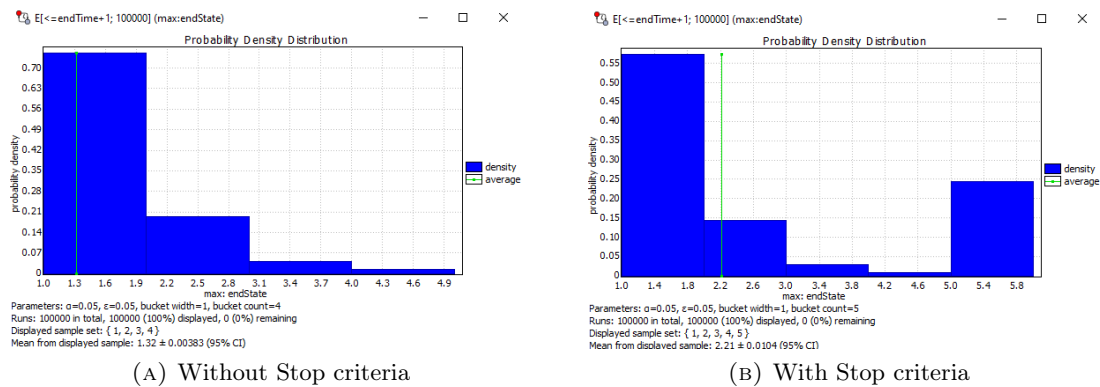 E[<=endTime+1; 100000] (max:endState)
Probability Density Distribution
probability density
0.70
0.63
0.56
0.49
0.42
0.35
0.28
0.21
0.14
0.07
0
1.0 1.3 1.6 1.9 2.2 2.5 2.8 3.1 3.4 3.7 4.0 4.3 4.6 4.9
max: endState
density
average
Parameters: α=0.05, ε=0.05, bucket width=1, bucket count=4
Runs: 100000 in total, 100000 (100%) displayed, 0 (0%) remaining
Displayed sample set: { 1, 2, 3, 4 }
Mean from displayed sample: 1.32 ± 0.00383 (95% CI)
(A) Without Stop criteria
E[<=endTime+1; 100000] (max:endState)
Probability Density Distribution
probability density
0.55
0.50
0.45
0.40
0.35
0.30
0.25
0.20
0.15
0.10
0.05
0
1.0 1.4 1.8 2.2 2.6 3.0 3.4 3.8 4.2 4.6 5.0 5.4 5.8
max: endState
density
average
Parameters: α=0.05, ε=0.05, bucket width=1, bucket count=5
Runs: 100000 in total, 100000 (100%) displayed, 0 (0%) remaining
Displayed sample set: { 1, 2, 3, 4, 5 }
Mean from displayed sample: 2.21 ± 0.0104 (95% CI)
(B) With Stop criteria